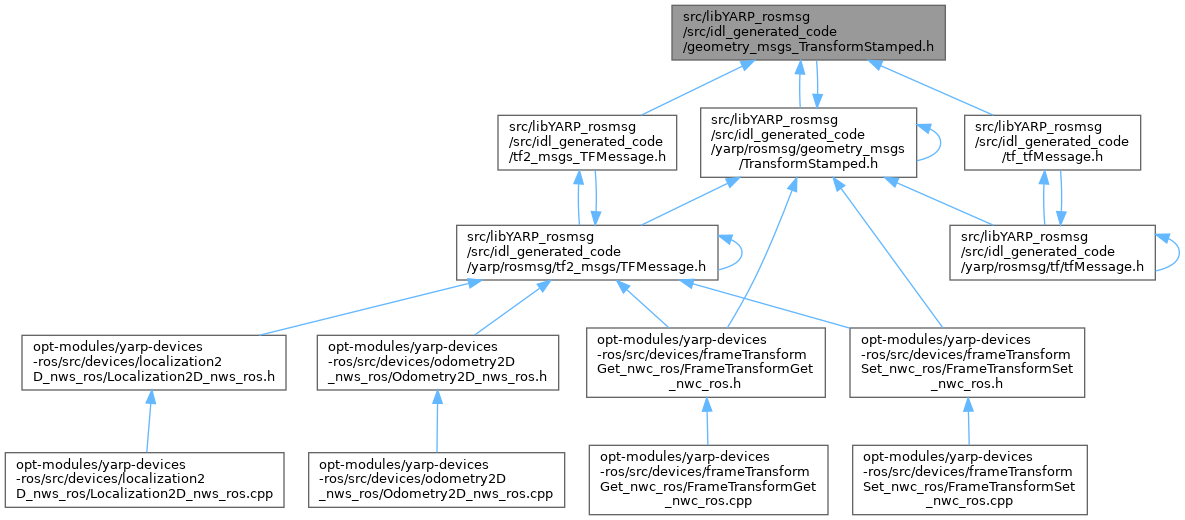 src/libYARP_rosmsg
/src/idl_generated_code
/geometry_msgs_TransformStamped.h
src/libYARP_rosmsg
/src/idl_generated_code
/tf2_msgs_TFMessage.h
src/libYARP_rosmsg
/src/idl_generated_code
/yarp/rosmsg/geometry_msgs
/TransformStamped.h
src/libYARP_rosmsg
/src/idl_generated_code
/tf_tfMessage.h
src/libYARP_rosmsg
/src/idl_generated_code
/yarp/rosmsg/tf2_msgs/TFMessage.h
src/libYARP_rosmsg
/src/idl_generated_code
/yarp/rosmsg/tf/tfMessage.h
opt-modules/yarp-devices
-ros/src/devices/localization2
D_nws_ros/Localization2D_nws_ros.h
opt-modules/yarp-devices
-ros/src/devices/odometry2D
_nws_ros/Odometry2D_nws_ros.h
opt-modules/yarp-devices
-ros/src/devices/frameTransform
Get_nwc_ros/FrameTransformGet
_nwc_ros.h
opt-modules/yarp-devices
-ros/src/devices/frameTransform
Set_nwc_ros/FrameTransformSet
_nwc_ros.h
opt-modules/yarp-devices
-ros/src/devices/localization2
D_nws_ros/Localization2D_nws_ros.cpp
opt-modules/yarp-devices
-ros/src/devices/odometry2D
_nws_ros/Odometry2D_nws_ros.cpp
opt-modules/yarp-devices
-ros/src/devices/frameTransform
Get_nwc_ros/FrameTransformGet
_nwc_ros.cpp
opt-modules/yarp-devices
-ros/src/devices/frameTransform
Set_nwc_ros/FrameTransformSet
_nwc_ros.cpp